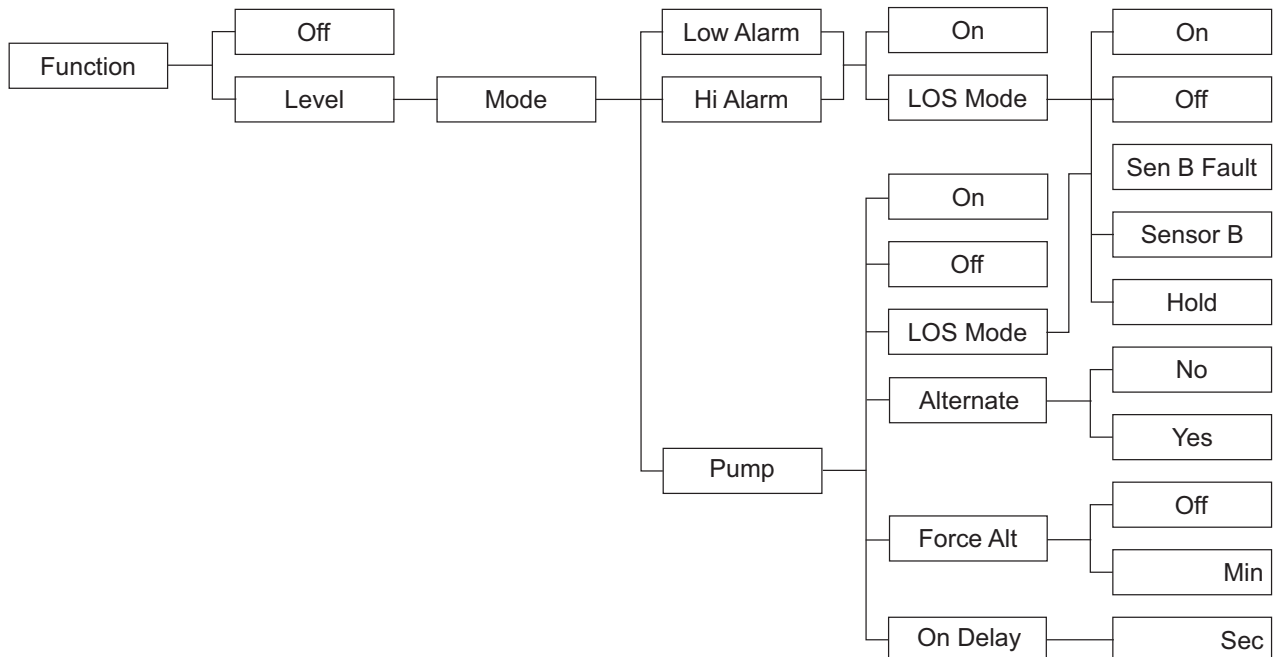 Function
Off
Level
Mode
Low Alarm
Hi Alarm
Pump
On
LOS Mode
On
Off
LOS Mode
Alternate
Force Alt
On Delay
On
Off
Sen B Fault
Sensor B
Hold
No
Yes
Off
Min
Sec